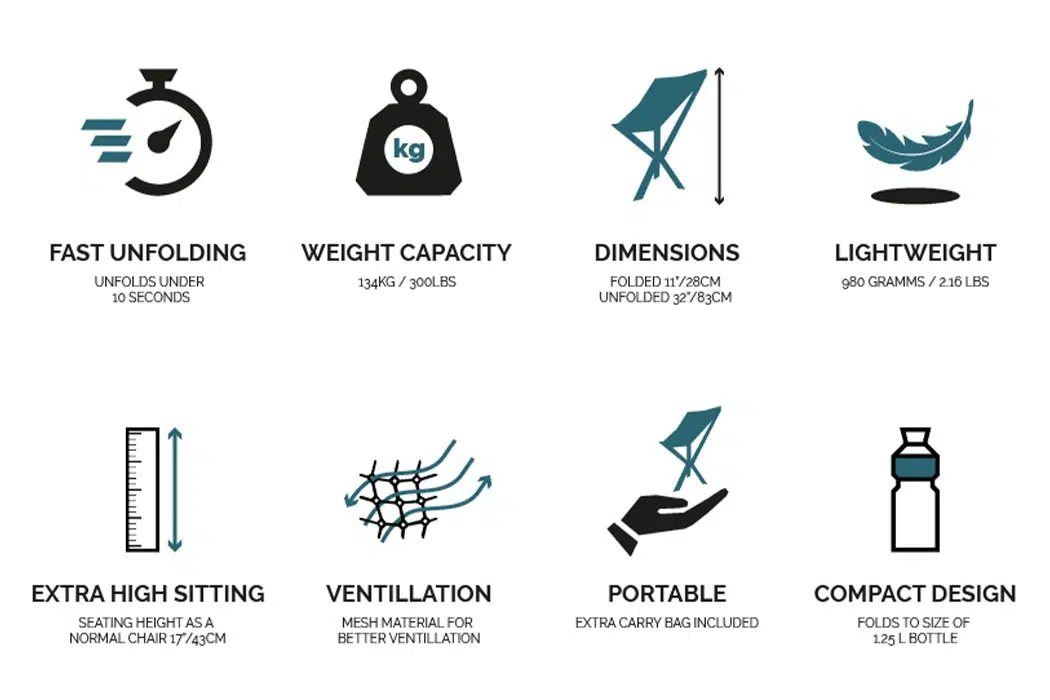 kg
FAST UNFOLDING
UNFOLDS UNDER
10 SECONDS
WEIGHT CAPACITY
134KG / 300LBS
DIMENSIONS
FOLDED 11"/28CM
UNFOLDED 32"/83CM
LIGHTWEIGHT
980 GRAMMS / 2.16 LBS
EXTRA HIGH SITTING
SEATING HEIGHT AS A
NORMAL CHAIR 17"/43CM
VENTILLATION
MESH MATERIAL FOR
BETTER VENTILLATION
PORTABLE
EXTRA CARRY BAG INCLUDED
COMPACT DESIGN
FOLDS TO SIZE OF
1.25 L BOTTLE